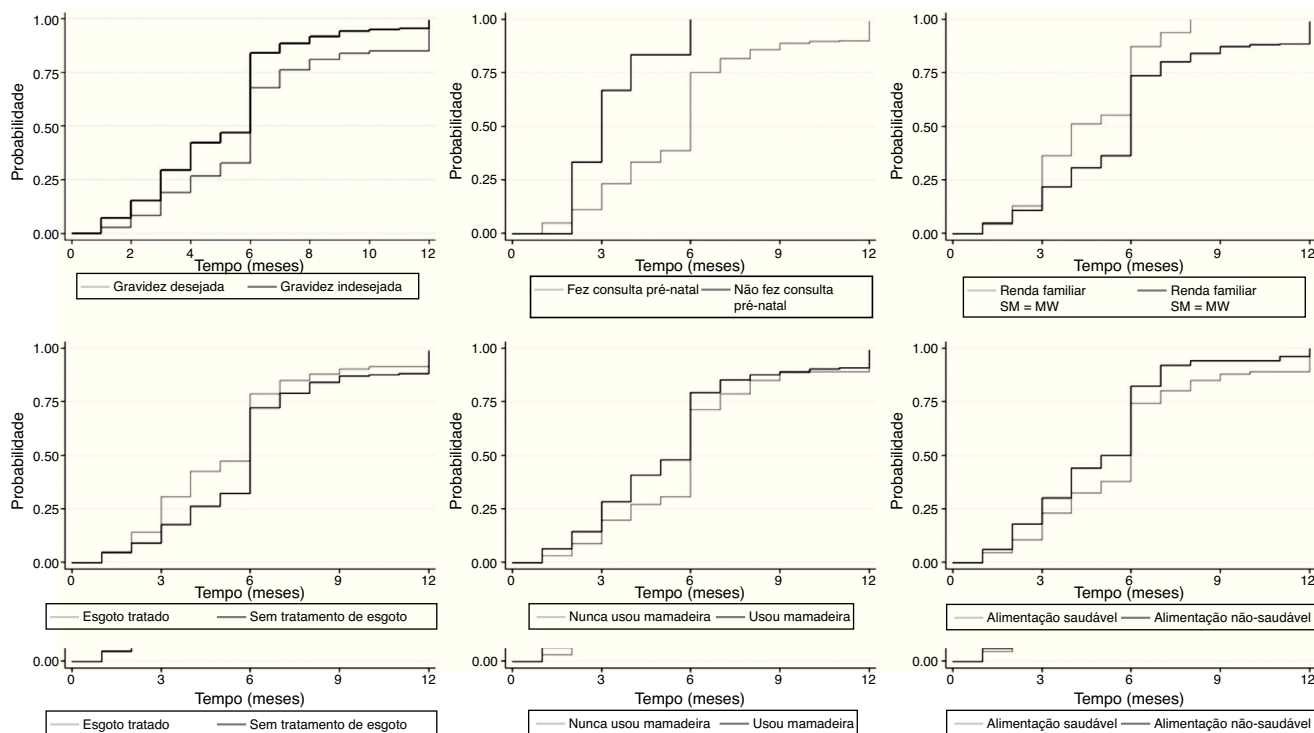 1.00
0.75
0.50
0.25
0.00
Probabilidade
0 2 4 6 8 10 12
Tempo (meses)
Gravidez desejada Gravidez indesejada
1.00
0.75
0.50
0.25
0.00
Probabilidade
0 3 6 9 12
Tempo (meses)
Fez consulta pré-natal Não fez consulta
pré-natal
1.00
0.75
0.50
0.25
0.00
Probabilidade
0 3 6 9 12
Tempo (meses)
Renda familiar Renda familiar
SM = MW SM = MW
1.00
0.75
0.50
0.25
0.00
Probabilidade
0 3 6 9 12
Tempo (meses)
Esgoto tratado Sem tratamento de esgoto
1.00
0.75
0.50
0.25
0.00
Probabilidade
0 3 6 9 12
Tempo (meses)
Nunca usou mamadeira Usou mamadeira
1.00
0.75
0.50
0.25
0.00
Probabilidade
0 3 6 9 12
Tempo (meses)
Alimentação saudável Alimentação não-saudável
0.00
0 3 6 9 12
Tempo (meses)
Esgoto tratado Sem tratamento de esgoto
0.00
0 3 6 9 12
Tempo (meses)
Nunca usou mamadeira Usou mamadeira
0.00
0 3 6 9 12
Tempo (meses)
Alimentação saudável Alimentação não-saudável